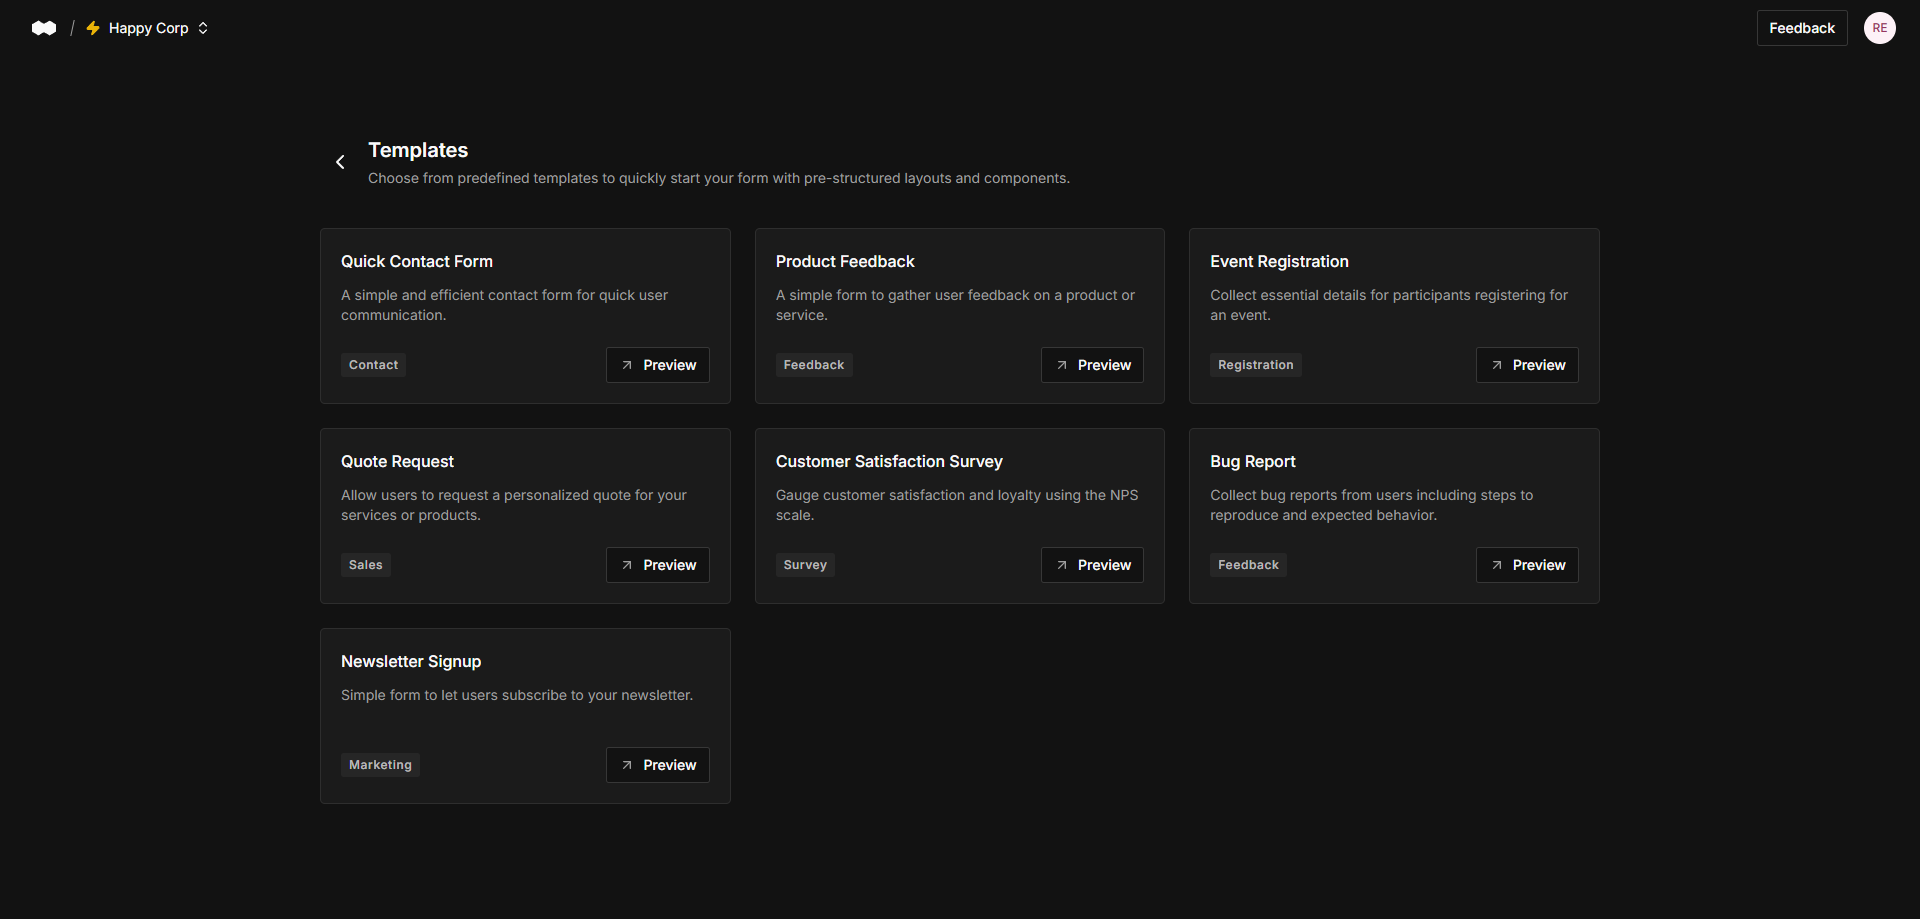 / Happy Corp
Feedback
RE
Templates
Choose from predefined templates to quickly start your form with pre-structured layouts and components.
Quick Contact Form
A simple and efficient contact form for quick user
communication.
Contact
Preview
Product Feedback
A simple form to gather user feedback on a product or
service.
Feedback
Preview
Event Registration
Collect essential details for participants registering for
an event.
Registration
Preview
Quote Request
Allow users to request a personalized quote for your
services or products.
Sales
Preview
Customer Satisfaction Survey
Gauge customer satisfaction and loyalty using the NPS
scale.
Survey
Preview
Bug Report
Collect bug reports from users including steps to
reproduce and expected behavior.
Feedback
Preview
Newsletter Signup
Simple form to let users subscribe to your newsletter.
Marketing
Preview